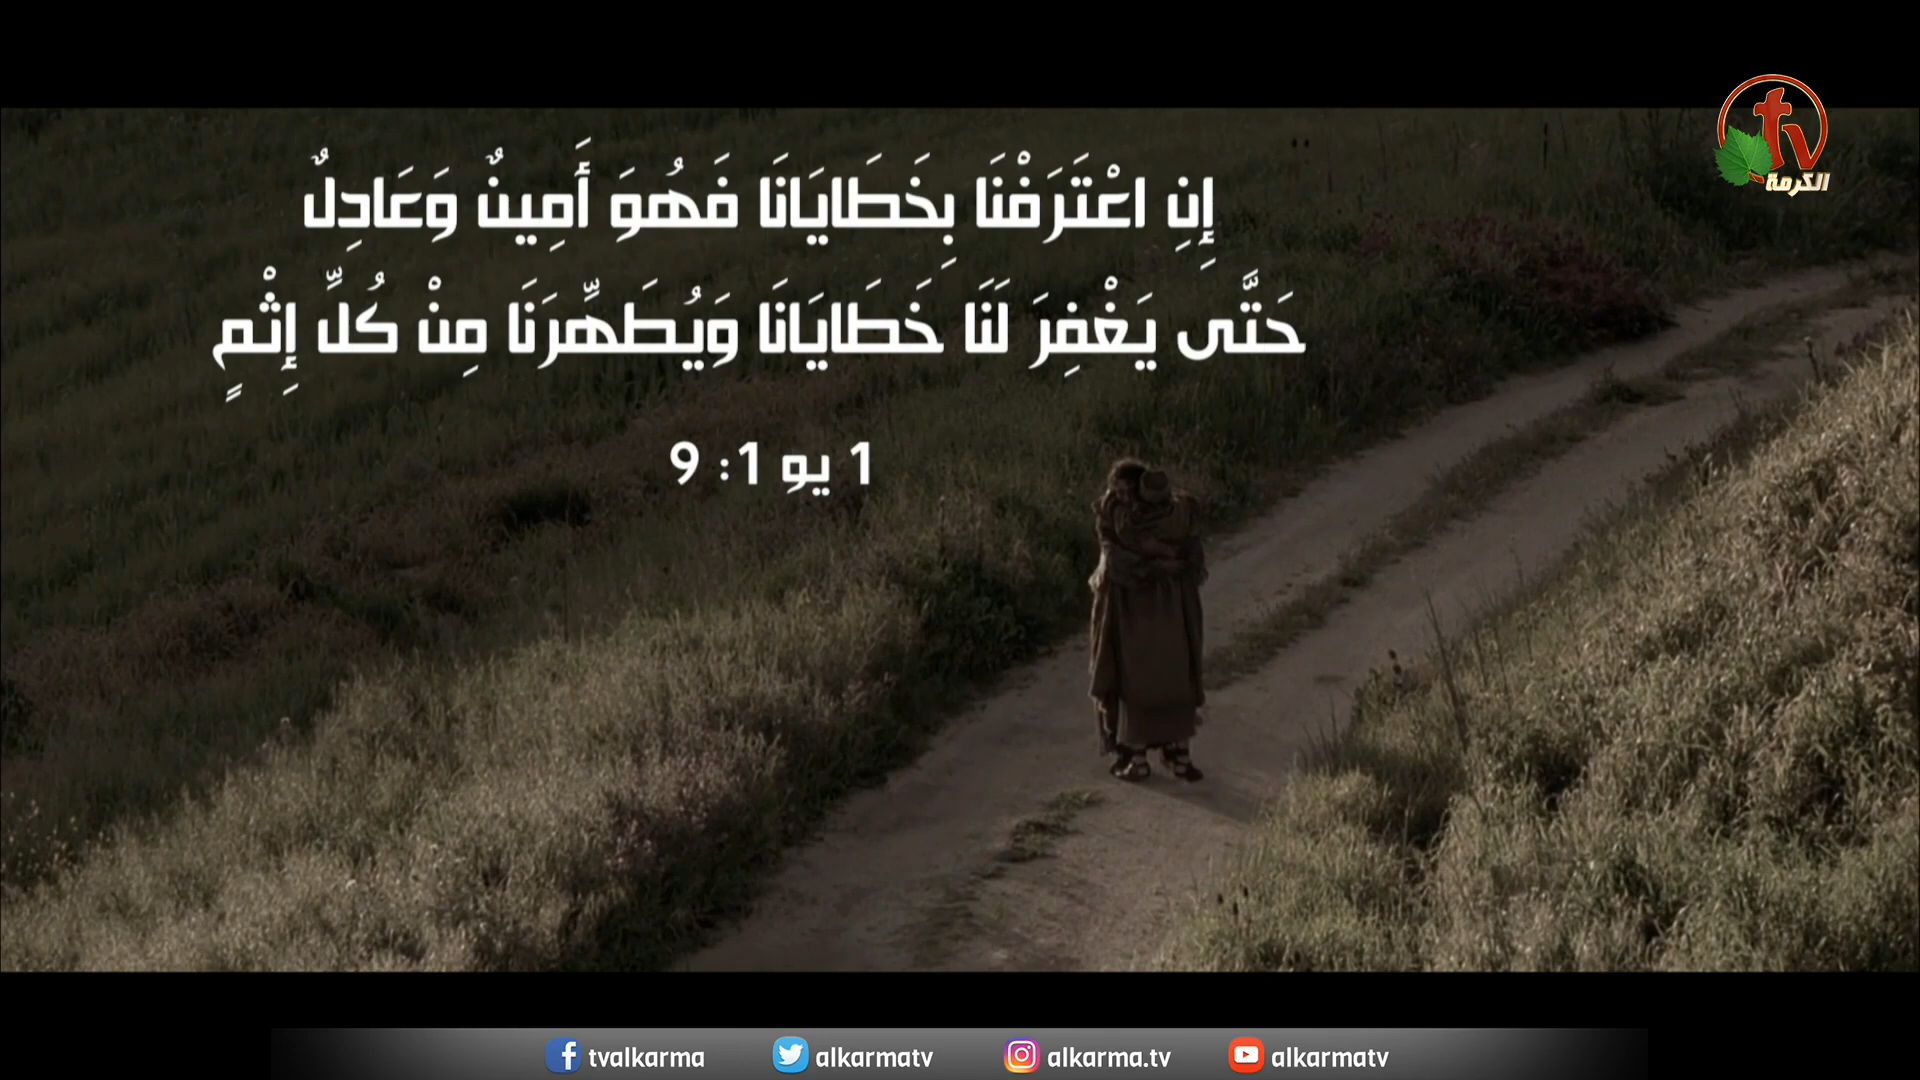 tv
الكرمة
إِنِ اعْتَرَفْنَا بِخَطَايَانَا فَهُوَ أَمِينٌ وَعَادِلٌ
حَتَّى يَغْفِرَ لَنَا خَطَايَانَا وَيُطَهِّرَنَا مِنْ كُلِّ إِثْمٍ
1 يو 1: 9
tvalkarma
alkarmatv
alkarma.tv
alkarmatv